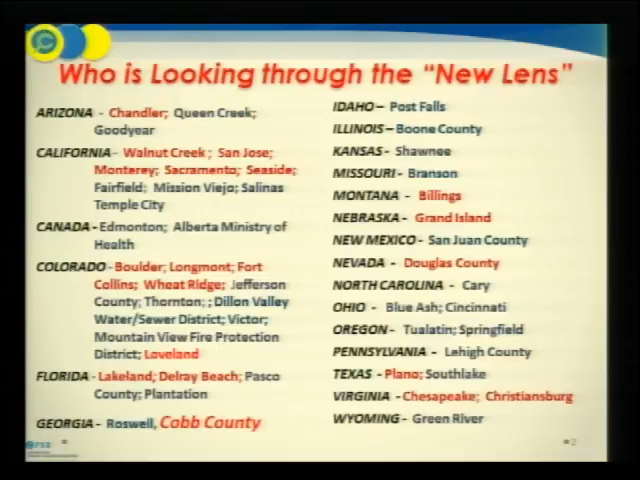 Who is Looking through the “New Lens”
ARIZONA - Chandler; Queen Creek;
Goodyear
CALIFORNIA - Walnut Creek ; San Jose;
Monterey; Sacramento; Seaside;
Fairfield; Mission Viejo; Salinas
Temple City
CANADA - Edmonton; Alberta Ministry of
Health
COLORADO - Boulder; Longmont; Fort
Collins; Wheat Ridge; Jefferson
County; Thornton; ; Dillon Valley
Water/Sewer District; Victor;
Mountain View Fire Protection
District; Loveland
FLORIDA - Lakeland; Delray Beach; Pasco
County; Plantation
GEORGIA - Roswell, Cobb County
IDAHO – Post Falls
ILLINOIS – Boone County
KANSAS - Shawnee
MISSOURI - Branson
MONTANA - Billings
NEBRASKA - Grand Island
NEW MEXICO - San Juan County
NEVADA - Douglas County
NORTH CAROLINA - Cary
OHIO - Blue Ash; Cincinnati
OREGON - Tualatin; Springfield
PENNSYLVANIA - Lehigh County
TEXAS - Plano; Southlake
VIRGINIA - Chesapeake; Christiansburg
WYOMING - Green River
2